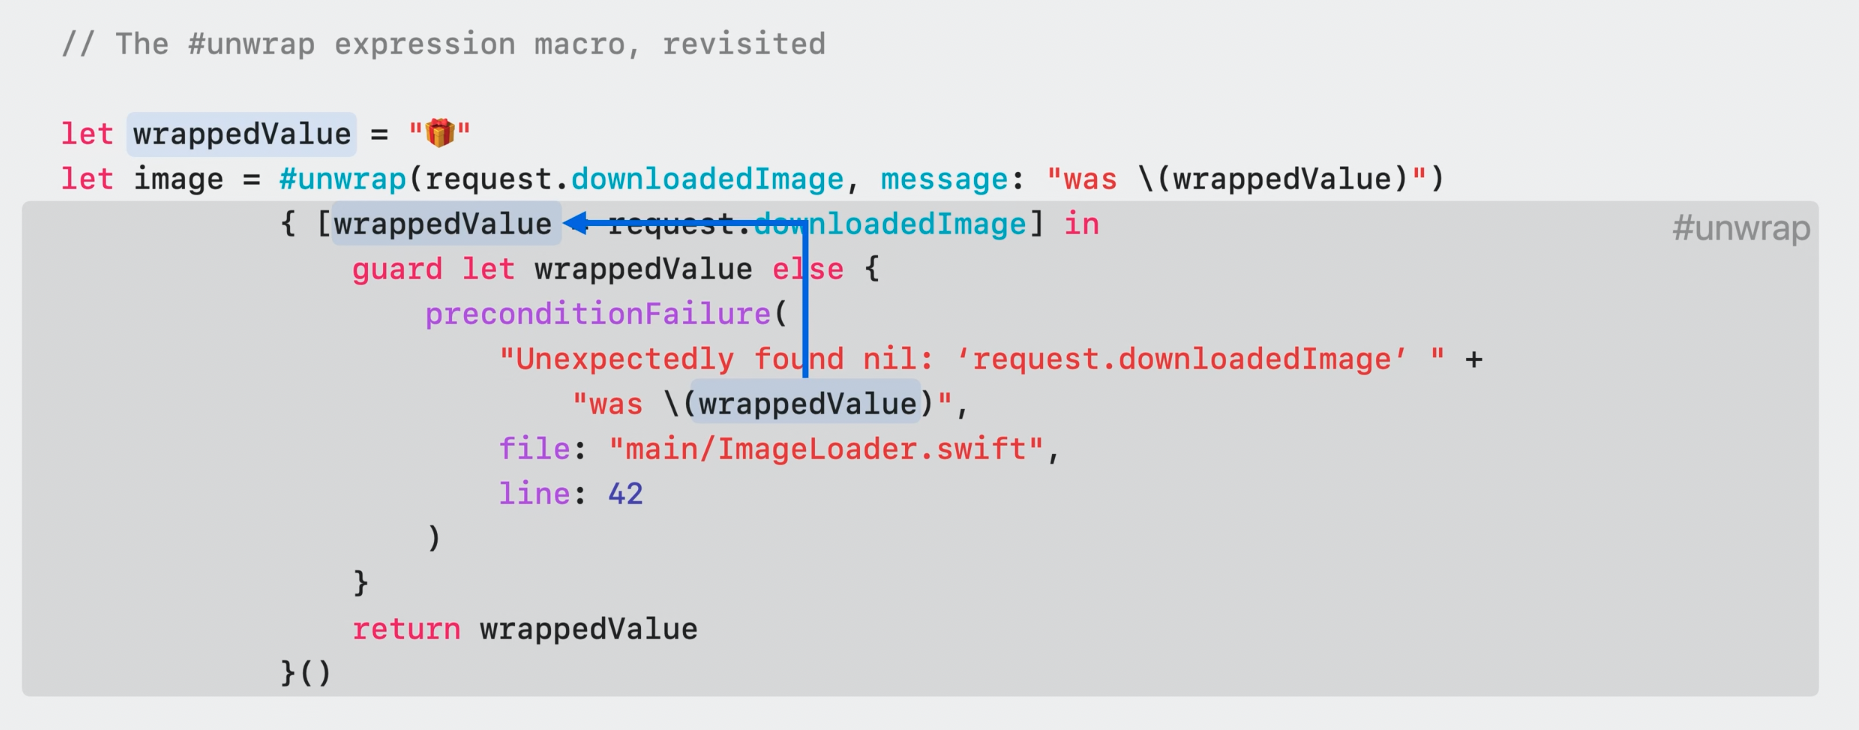 // The #unwrap expression macro, revisited
let wrappedValue = "🎁"
let image = #unwrap(request.downloadedImage, message: "was \(wrappedValue)")
{ [wrappedValue = request.downloadedImage] in
#unwrap
guard let wrappedValue else {
preconditionFailure(
"Unexpectedly found nil: ‘request.downloadedImage’ " +
"was \(wrappedValue)",
file: "main/ImageLoader.swift",
line: 42
)
}
return wrappedValue
}()